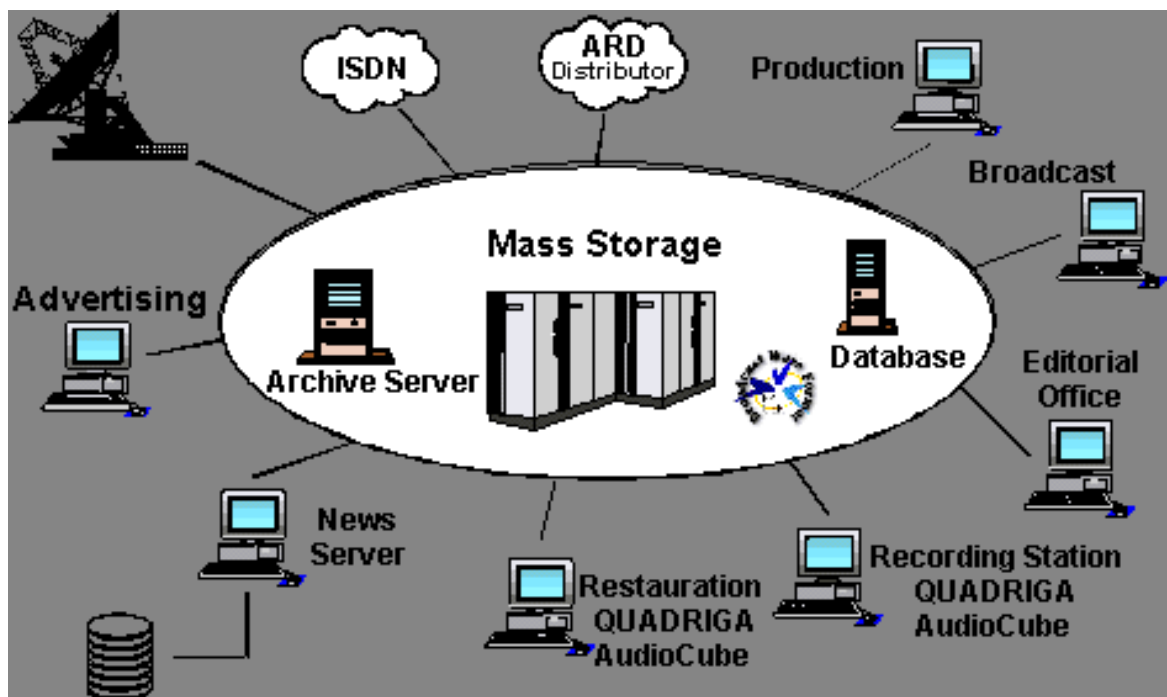 ISDN
ARD
Distributor
Production
Broadcast
Mass Storage
Advertising
Archive Server
Database
Editorial
Office
News
Server
Restauration
QUADRIGA
AudioCube
Recording Station
QUADRIGA
AudioCube